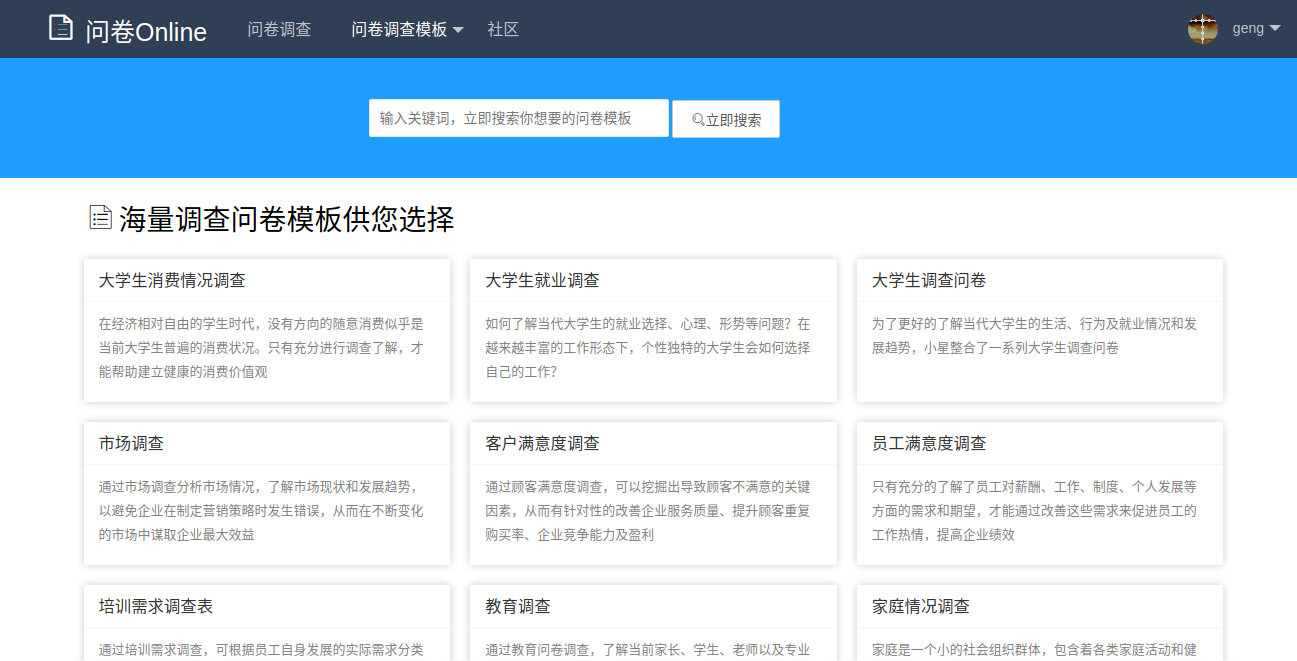 问卷Online 问卷调查 问卷调查模板 社区 geng
输入关键词，立即搜索你想要的问卷模板 立即搜索
海量调查问卷模板供您选择
大学生消费情况调查
在经济相对自由的学生时代，没有方向的随意消费似乎是
当前大学生普遍的消费状况。只有充分进行调查了解，才
能帮助建立健康的消费价值观
大学生就业调查
如何了解当代大学生的就业选择、心理、形势等问题？在
越来越丰富的工作形态下，个性独特的大学生会如何选择
自己的工作？
大学生调查问卷
为了更好的了解当代大学生的生活、行为及就业情况和发
展趋势，小星整合了一系列大学生调查问卷
市场调查
通过市场调查分析市场情况，了解市场现状和发展趋势，
以避免企业在制定营销策略时发生错误，从而在不断变化
的市场中谋取企业最大效益
客户满意度调查
通过顾客满意度调查，可以挖掘出导致顾客不满意的关键
因素，从而有针对性的改善企业服务质量、提升顾客重复
购买率、企业竞争能力及盈利
员工满意度调查
只有充分的了解了员工对薪酬、工作、制度、个人发展等
方面的需求和期望，才能通过改善这些需求来促进员工的
工作热情，提高企业绩效
培训需求调查表
通过培训需求调查，可根据员工自身发展的实际需求分类
教育调查
通过教育问卷调查，了解当前家长、学生、老师以及专业
家庭情况调查
家庭是一个小的社会组织群体，包含着各类家庭活动和健